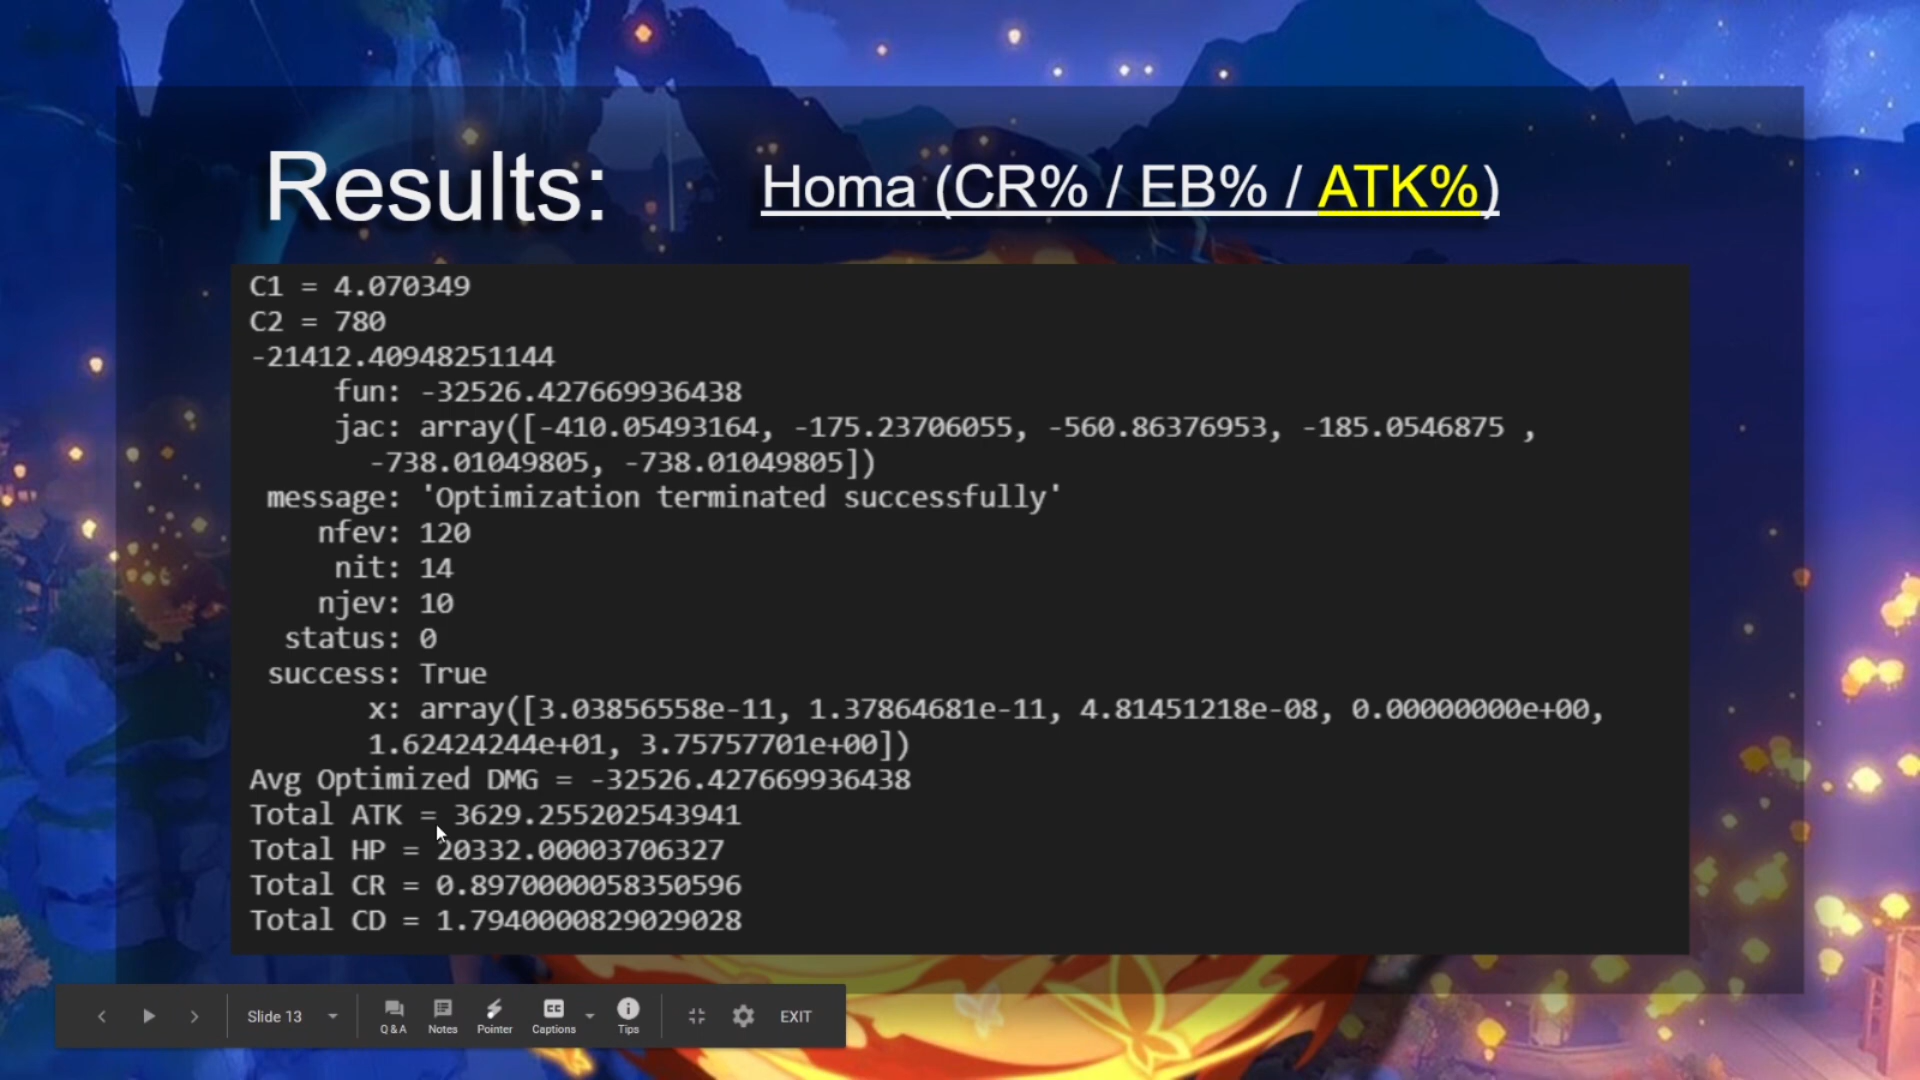 Results:
Homa (CR% / EB% / ATK%)
C1 = 4.070349
C2 = 780
-21412.40948251144
fun: -32526.427669936438
jac: array([-410.05493164, -175.23706055, -560.86376953, -185.0546875 ,
-738.01049805, -738.01049805])
message: 'Optimization terminated successfully'
nfev: 120
nit: 14
njev: 10
status: 0
success: True
x: array([3.03856558e-11, 1.37864681e-11, 4.81451218e-08, 0.00000000e+00,
1.62424244e+01, 3.75757701e+00])
Avg Optimized DMG = -32526.427669936438
Total ATK = 3629.255202543941
Total HP = 20332.00003706327
Total CR = 0.8970000058350596
Total CD = 1.7940000829029028
Slide 13
Q & A
Notes
Pointer
CC
Captions
Tips
EXIT